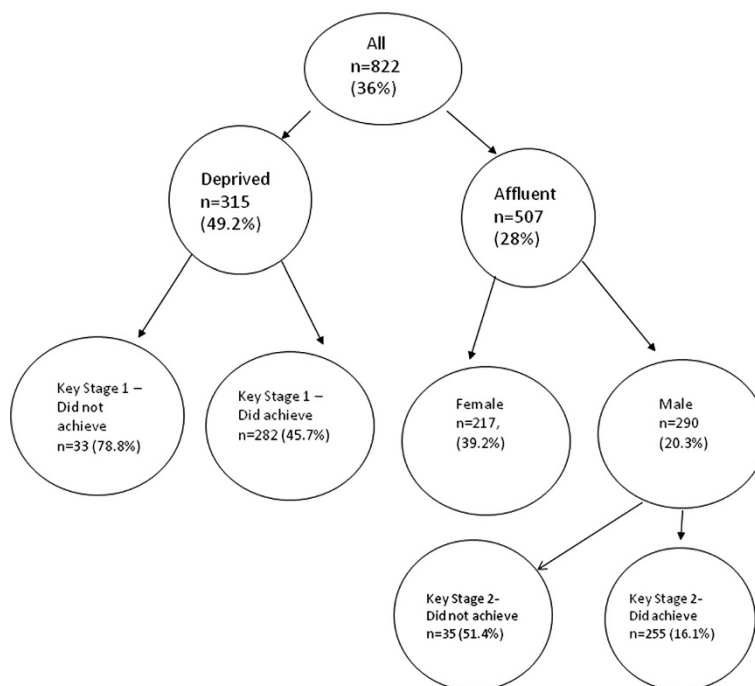 All
n=822
(36%)
Deprived
n=315
(49.2%)
Affluent
n=507
(28%)
Key Stage 1 –
Did not
achieve
n=33 (78.8%)
Key Stage 1 –
Did achieve
n=282 (45.7%)
Female
n=217,
(39.2%)
Male
n=290
(20.3%)
Key Stage 2-
Did not achieve
n=35 (51.4%)
Key Stage 2-
Did achieve
n=255 (16.1%)